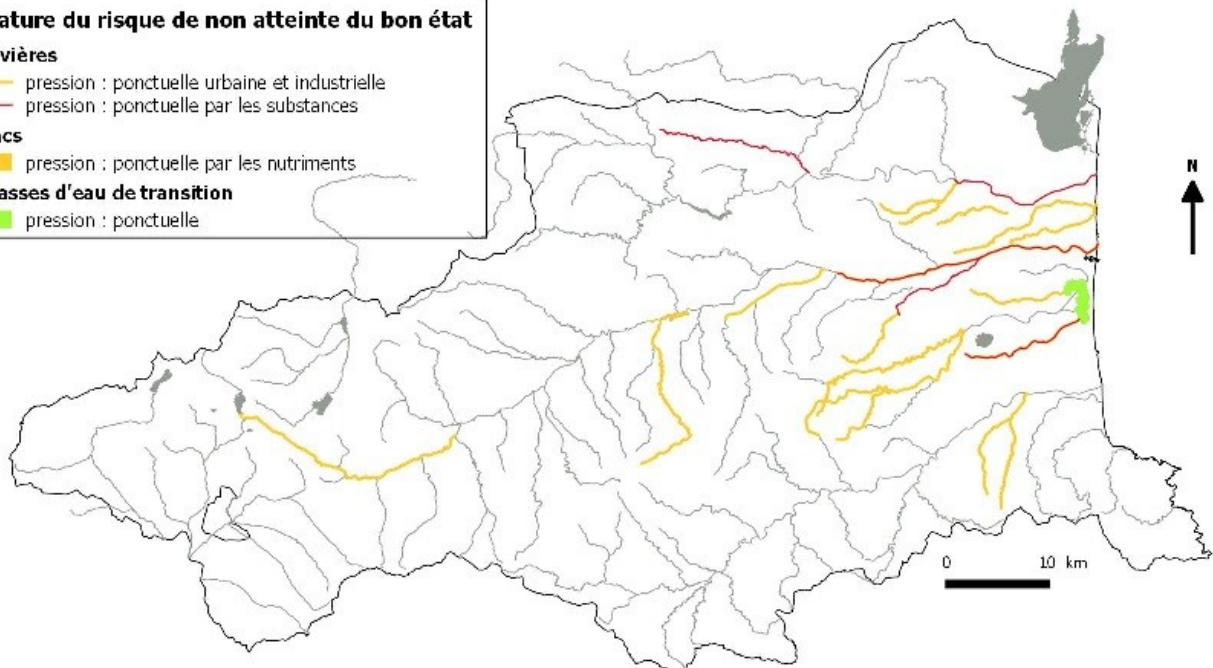 ature du risque de non atteinte du bon état
vières
pression : ponctuelle urbaine et industrielle
pression : ponctuelle par les substances
acs
pression : ponctuelle par les nutriments
asses d'eau de transition
pression : ponctuelle
N
0 10 km